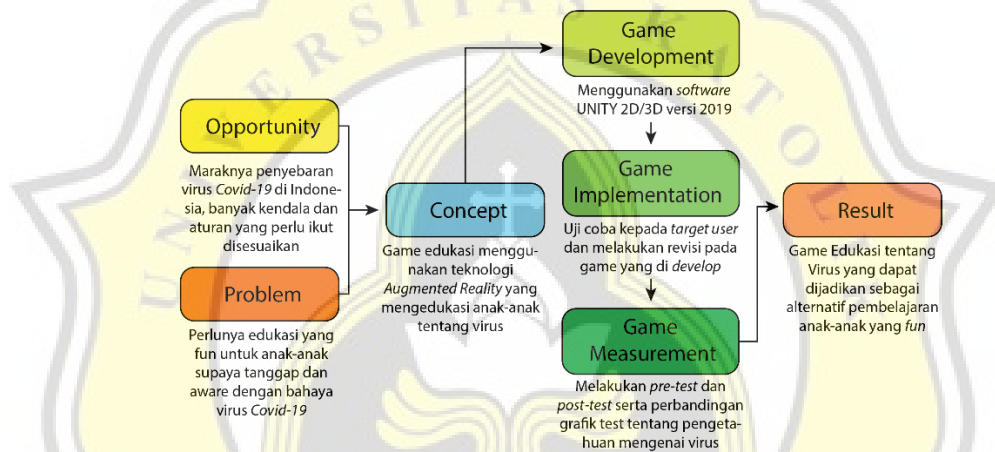 UNIVERSITAS KATOL
Opportunity
Maraknya penyebaran
virus Covid-19 di Indone-
sia, banyak kendala dan
aturan yang perlu ikut
disesuaikan
Problem
Perlunya edukasi yang
fun untuk anak-anak
supaya tanggap dan
aware dengan bahaya
virus Covid-19
Concept
Game edukasi menggu-
nakan teknologi
Augmented Reality yang
mengedukasi anak-anak
tentang virus
Game
Development
Menggunakan software
UNITY 2D/3D versi 2019
Game
Implementation
Uji coba kepada target user
dan melakukan revisi pada
game yang di develop
Game
Measurement
Melakukan pre-test dan
post-test serta perbandingan
grafik test tentang pengeta-
huan mengenai virus
Result
Game Edukasi tentang
Virus yang dapat
dijadikan sebagai
alternatif pembelajaran
anak-anak yang fun